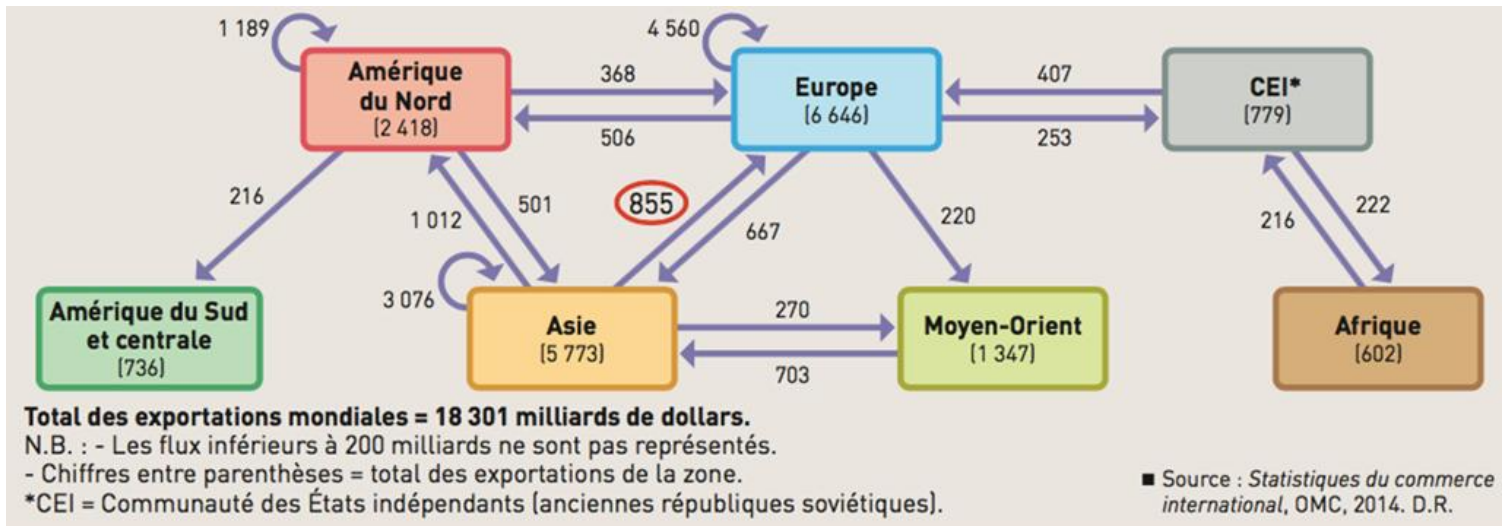 1 189
4 560
Amérique
du Nord
(2 418)
368
506
Europe
(6 646)
407
253
CEI*
(779)
216
1 012
501
855
667
220
216
222
3 076
Amérique du Sud
et centrale
(736)
Asie
(5 773)
270
703
Moyen-Orient
(1 347)
Afrique
(602)
Total des exportations mondiales = 18 301 milliards de dollars.
N.B. : - Les flux inférieurs à 200 milliards ne sont pas représentés.
- Chiffres entre parenthèses = total des exportations de la zone.
*CEI = Communauté des États indépendants (anciennes républiques soviétiques).
■ Source : Statistiques du commerce
international, OMC, 2014. D.R.